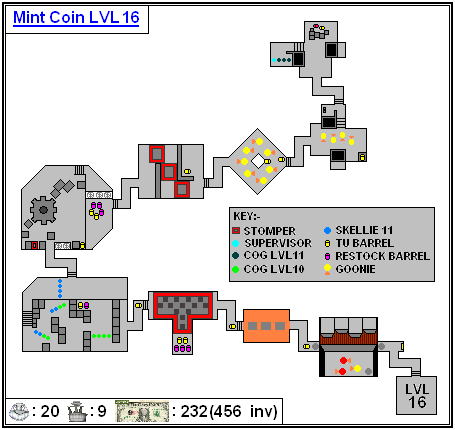 Mint Coin LVL 16
KEY:-
STOMPER
SUPERVISOR
COG LVL11
COG LVL10
SKELLIE 11
TU BARREL
RESTOCK BARREL
GOONIE
LVL
16
: 20 : 9 : 232(456 inv)